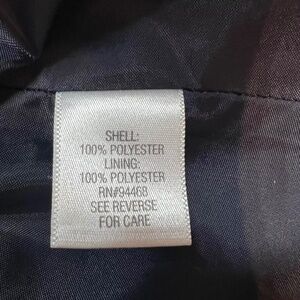 SHELL:
100% POLYESTER
LINING:
100% POLYESTER
RN#94468
SEE REVERSE
FOR CARE